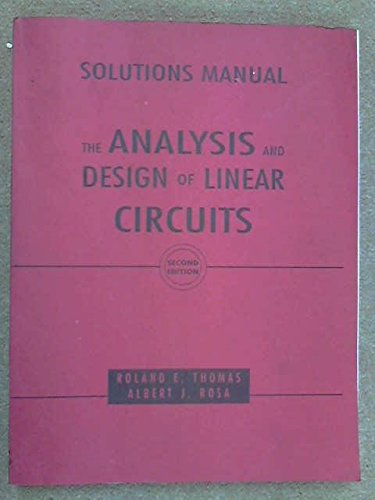 SOLUTIONS MANUAL
THE ANALYSIS AND
DESIGN OF LINEAR
CIRCUITS
SECOND
EDITION
ROLAND E. THOMAS
ALBERT J. ROSA